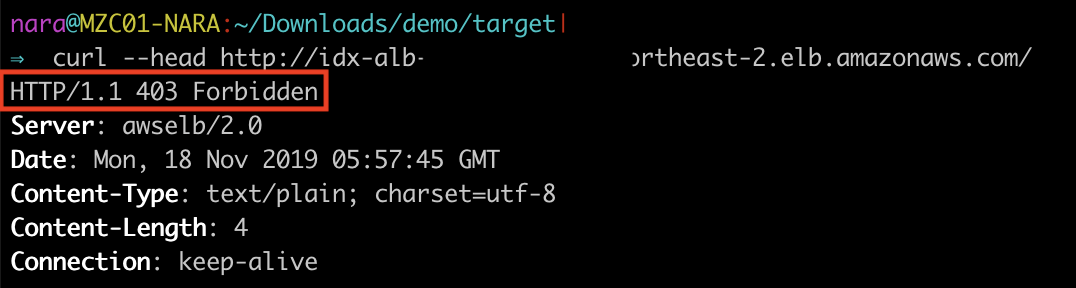 nara@MZC01-NARA:~/Downloads/demo/target|
⇒ curl --head http://idx-alb- ortheast-2.elb.amazonaws.com/
HTTP/1.1 403 Forbidden
Server: awselb/2.0
Date: Mon, 18 Nov 2019 05:57:45 GMT
Content-Type: text/plain; charset=utf-8
Content-Length: 4
Connection: keep-alive